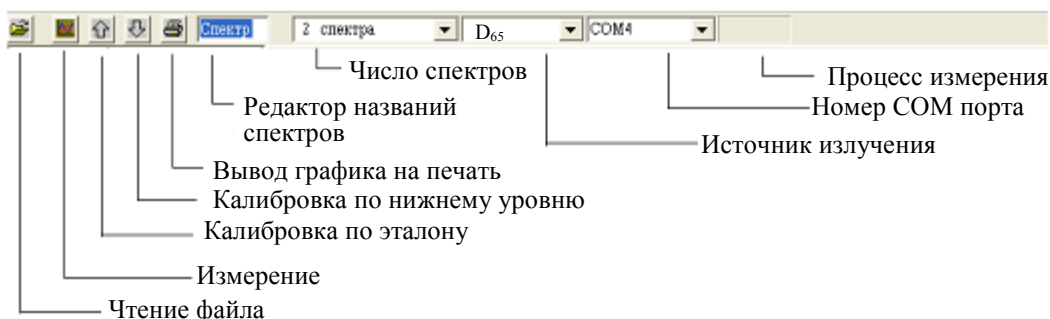 Спектр 2 спектра D₆₅ COM4
Число спектров
Процесс измерения
Редактор названий
спектров
Номер COM порта
Источник излучения
Вывод графика на печать
Калибровка по нижнему уровню
Калибровка по эталону
Измерение
Чтение файла